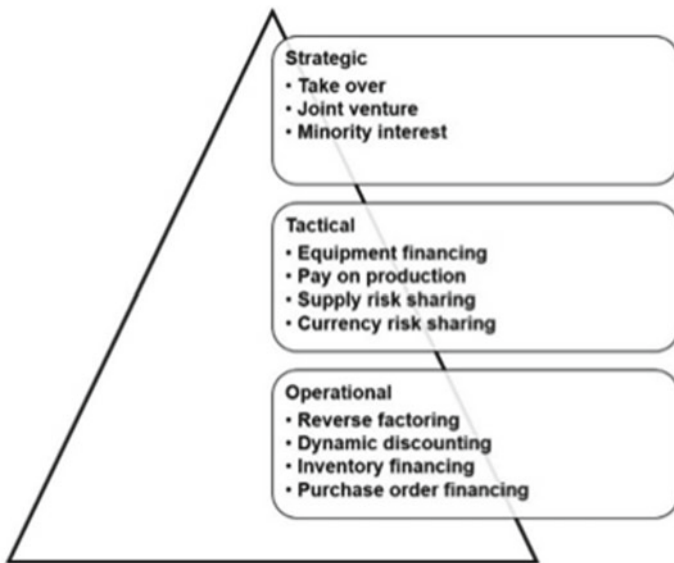 Strategic
• Take over
• Joint venture
• Minority interest
Tactical
• Equipment financing
• Pay on production
• Supply risk sharing
• Currency risk sharing
Operational
• Reverse factoring
• Dynamic discounting
• Inventory financing
• Purchase order financing